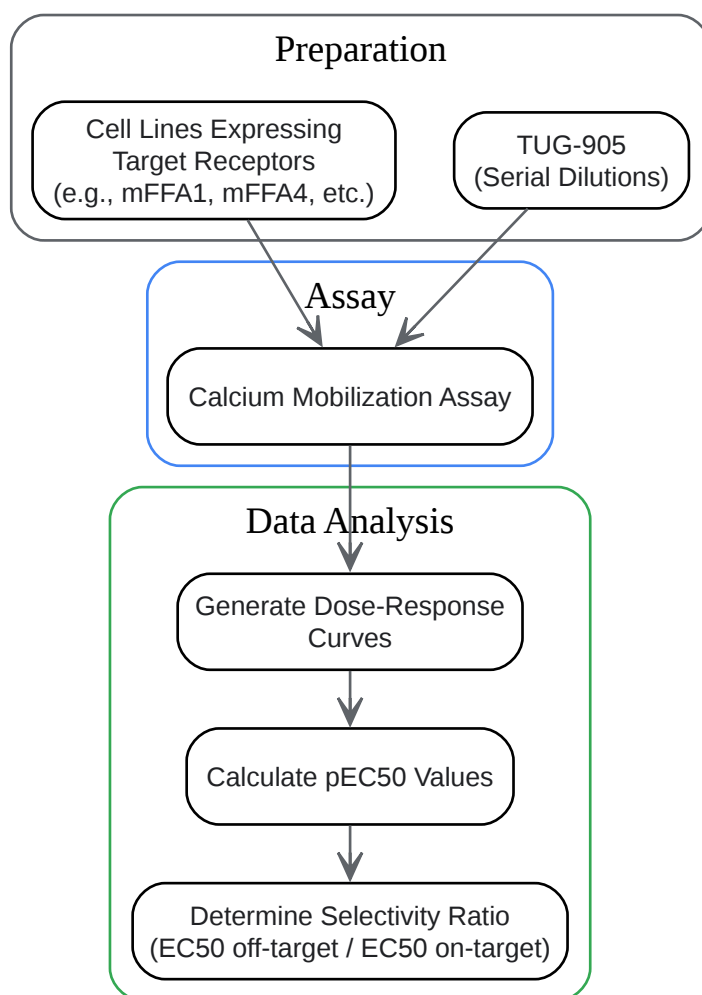 Preparation
Cell Lines Expressing
Target Receptors
(e.g., mFFA1, mFFA4, etc.)
TUG-905
(Serial Dilutions)
Assay
Calcium Mobilization Assay
Data Analysis
Generate Dose-Response
Curves
Calculate pEC50 Values
Determine Selectivity Ratio
(EC50 off-target / EC50 on-target)